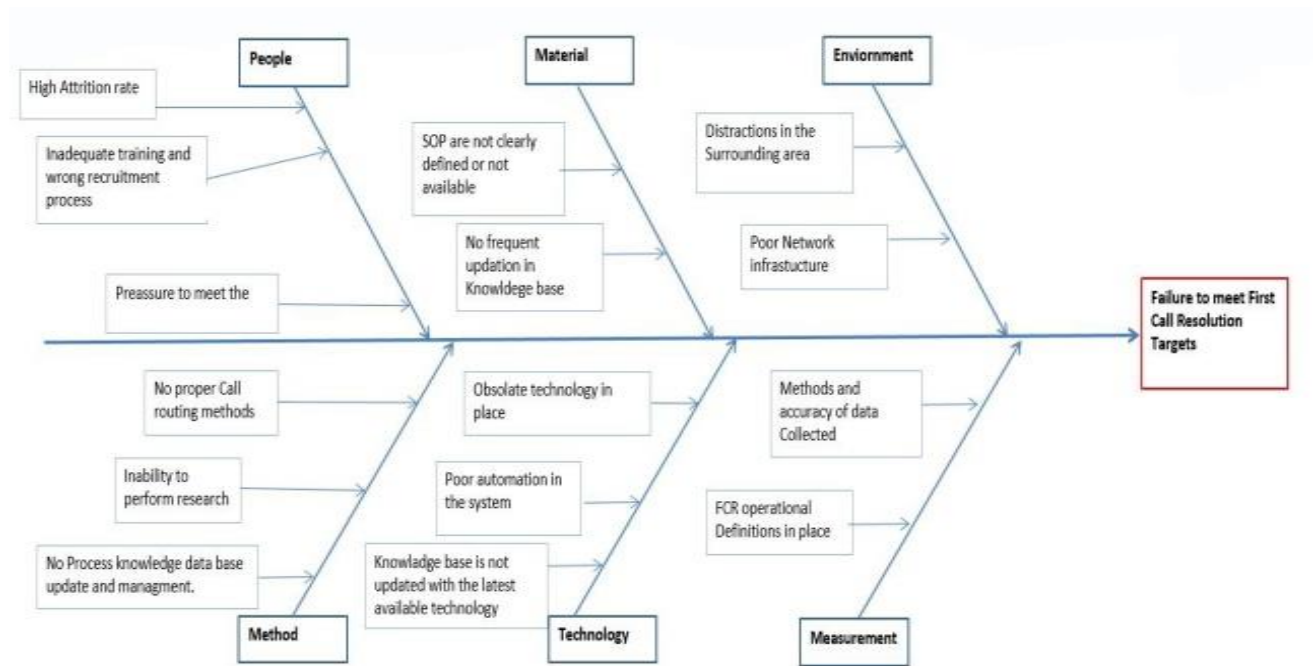 People
Material
Enviornment
High Attrition rate
Inadequate training and
wrong recruitment
process
Preassure to meet the
SOP are not clearly
defined or not
available
No frequent
updation in
Knowldege base
Distractions in the
Surrounding area
Poor Network
infrastucture
Failure to meet First
Call Resolution
Targets
No proper Call
routing methods
Inability to
perform research
No Process knowledge data base
update and managment.
Obsolate technology in
place
Poor automation in
the system
Knowladge base is not
updated with the latest
available technology
Methods and
accuracy of data
Collected
FCR operational
Definitions in place
Method
Technology
Measurement